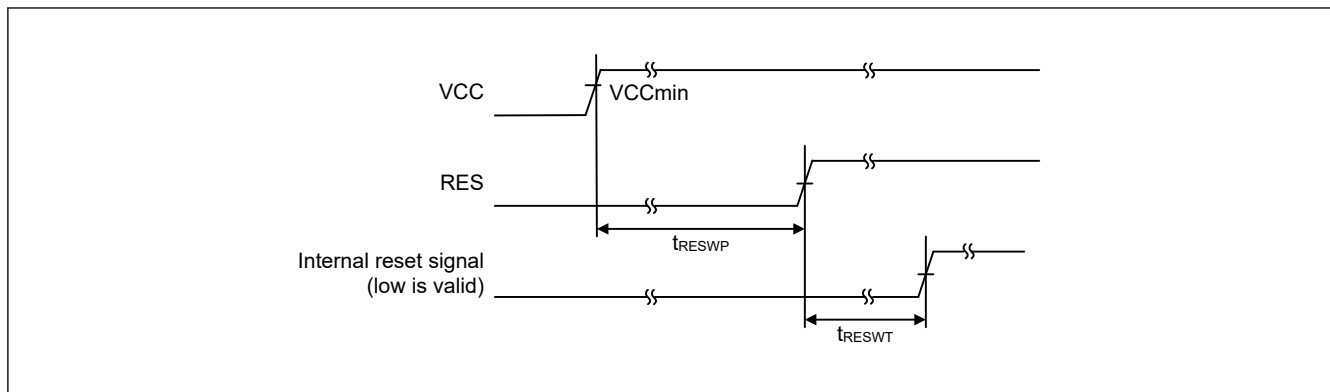 VCC
VCCmin
RES
tRESWP
Internal reset signal
(low is valid)
tRESWT